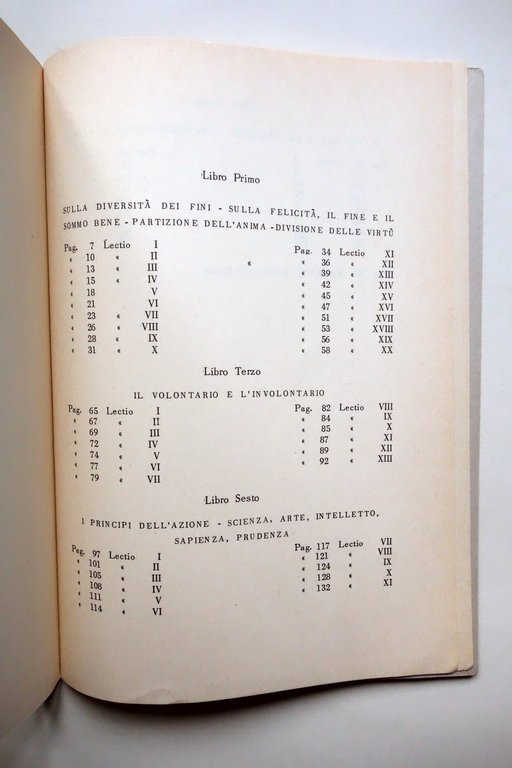 Libro Primo
SULLA DIVERSITÀ DEI FINI - SULLA FELICITÀ, IL FINE E IL
SOMMO BENE - PARTIZIONE DELL'ANIMA -DIVISIONE DELLE VIRTÙ
Pag. 7 Lectio I
« 10 « II
« 13 « III
« 15 « IV
« 18 V
« 21 VI
« 23 « VII
« 26 « VIII
« 28 « IX
« 31 « X
Pag. 34 Lectio XI
« « 36 « XII
« 39 « XIII
« 42 « XIV
« 45 « XV
« 47 « XVI
« 51 « XVII
« 53 « XVIII
« 56 « XIX
« 58 « XX
Libro Terzo
IL VOLONTARIO E L'INVOLONTARIO
Pag. 65 Lectio I
« 67 « II
« 69 « III
« 72 « IV
« 74 « V
« 77 « VI
« 79 « VII
Pag. 82 Lectio VIII
« 84 « IX
« 85 « X
« 87 « XI
« 89 « XII
« 92 « XIII
Libro Sesto
I PRINCIPI DELL'AZIONE - SCIENZA, ARTE, INTELLETTO,
SAPIENZA, PRUDENZA
Pag. 97 Lectio I
« 101 « II
« 105 « III
« 108 « IV
« 111 « V
« 114 « VI
Pag. 117 Lectio VII
« 121 « VIII
« 124 « IX
« 128 « X
« 132 « XI